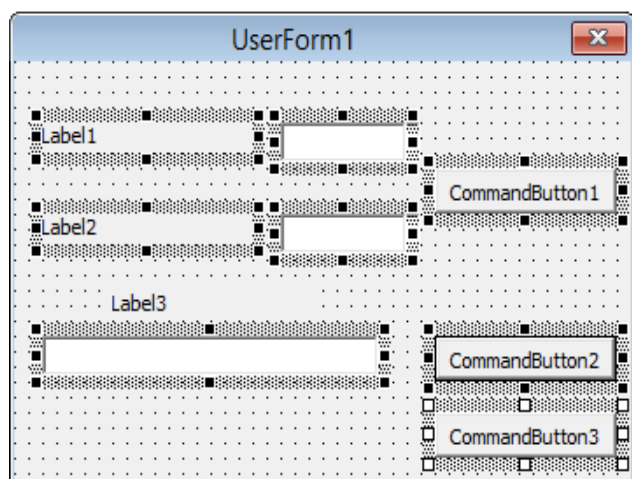 UserForm1
Label1
CommandButton1
Label2
Label3
CommandButton2
CommandButton3